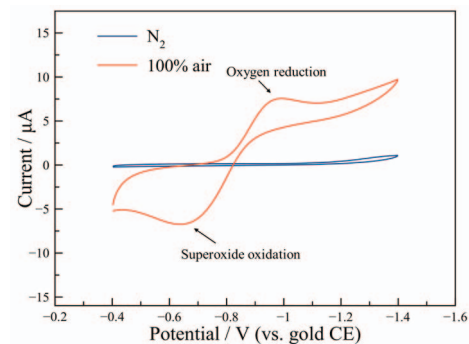 15
10
5
0
−5
−10
−15
Current / μA
N₂
100% air
Oxygen reduction
Superoxide oxidation
−0.2 −0.4 −0.6 −0.8 −1 −1.2 −1.4 −1.6
Potential / V (vs. gold CE)